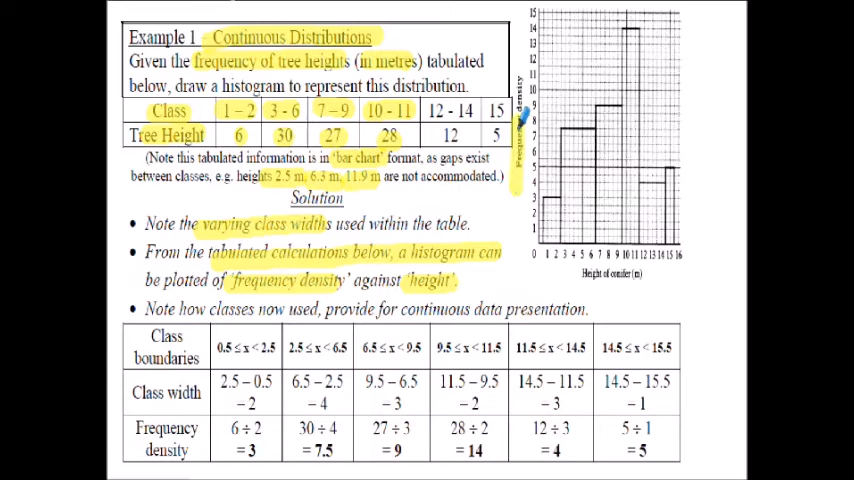 Example 1 – Continuous Distributions
Given the frequency of tree heights (in metres) tabulated
below, draw a histogram to represent this distribution.
Class 1 – 2 3 - 6 7 – 9 10 - 11 12 - 14 15
Tree Height 6 30 27 28 12 5
(Note this tabulated information is in ‘bar chart’ format, as gaps exist
between classes, e.g. heights 2.5 m, 6.3 m, 11.9 m are not accommodated.)
Solution
• Note the varying class widths used within the table.
• From the tabulated calculations below, a histogram can
be plotted of ‘frequency density’ against ‘height’.
• Note how classes now used, provide for continuous data presentation.
Class
boundaries
0.5 ≤ x < 2.5 2.5 ≤ x < 6.5 6.5 ≤ x < 9.5 9.5 ≤ x < 11.5 11.5 ≤ x < 14.5 14.5 ≤ x < 15.5
Class width
2.5 – 0.5 6.5 – 2.5 9.5 – 6.5 11.5 – 9.5 14.5 – 11.5 14.5 – 15.5
– 2 – 4 – 3 – 2 – 3 – 1
Frequency 6 ÷ 2 30 ÷ 4 27 ÷ 3 28 ÷ 2 12 ÷ 3 5 ÷ 1
density = 3 = 7.5 = 9 = 14 = 4 = 5
Frequency density
15
14
13
12
11
10
9
8
7
6
5
4
3
2
1
0 1 2 3 4 5 6 7 8 9 10 11 12 13 14 15 16
Height of conifer (m)